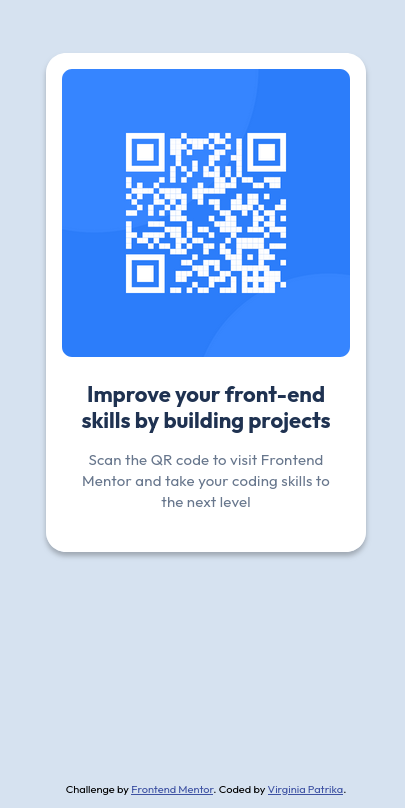 Improve your front-end
skills by building projects
Scan the QR code to visit Frontend
Mentor and take your coding skills to
the next level
Challenge by Frontend Mentor. Coded by Virginia Patrika.